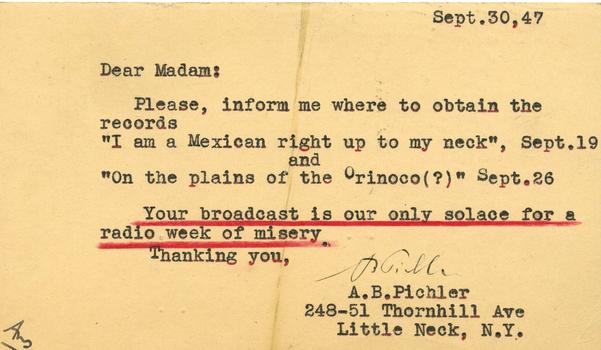 Sept.30,47
Dear Madam:
Please, inform me where to obtain the
records
"I am a Mexican right up to my neck", Sept.19
and
"On the plains of the Orinoco(?)" Sept.26
Your broadcast is our only solace for a
radio week of misery.
Thanking you,
A.B.Pichler
248-51 Thornhill Ave
Little Neck, N.Y.